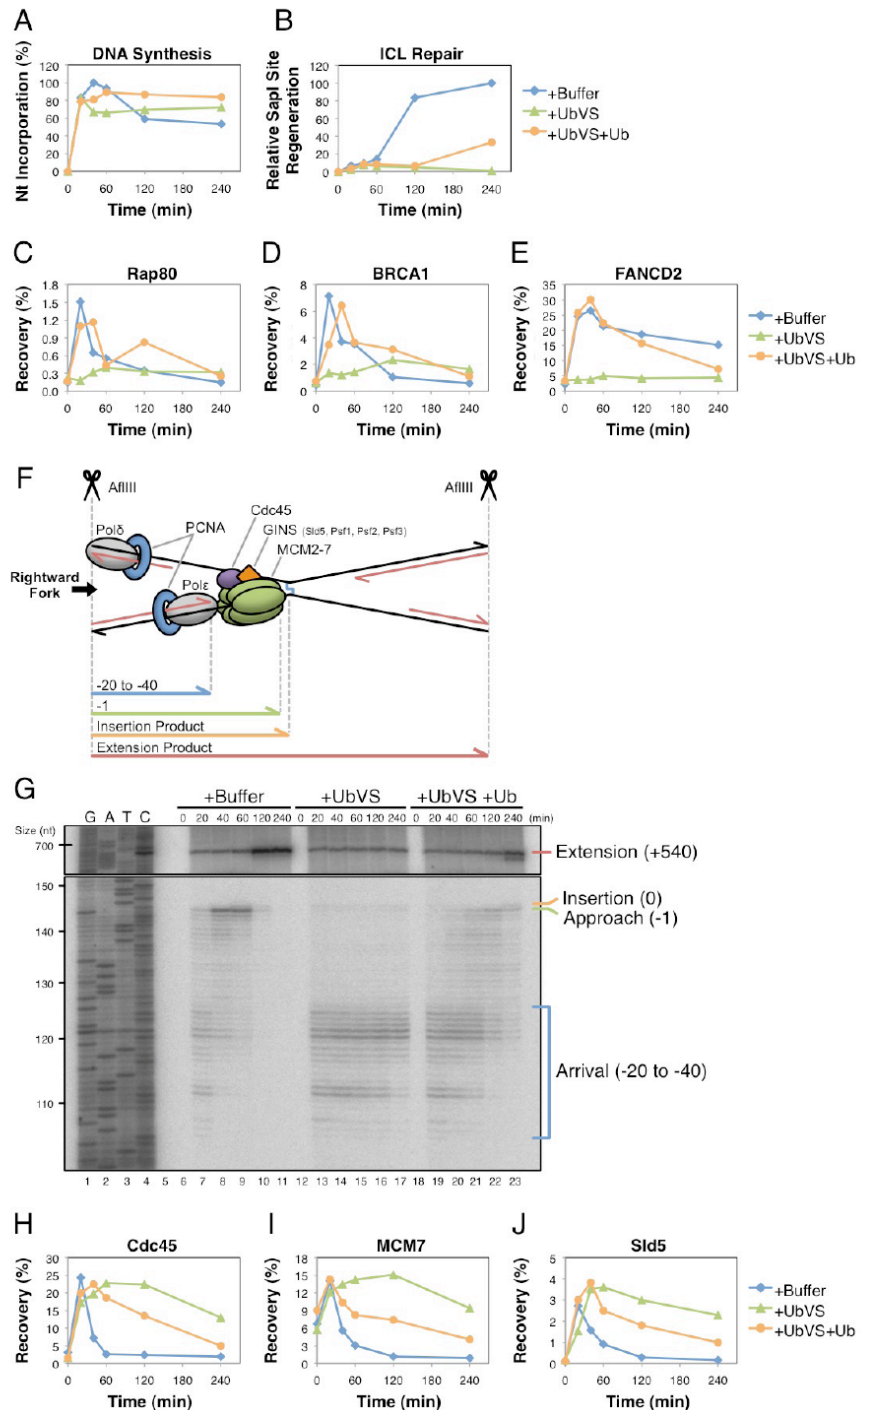 A
DNA Synthesis
Nt Incorporation (%)
120
100
80
60
40
20
0
0 60 120 180 240
Time (min)
B
ICL Repair
Relative SapI Site
Regeneration
120
100
80
60
40
20
0
0 60 120 180 240
Time (min)
+Buffer
+UbVS
+UbVS+Ub
C
Rap80
Recovery (%)
1.8
1.5
1.2
0.9
0.6
0.3
0.0
0 60 120 180 240
Time (min)
D
BRCA1
Recovery (%)
8
6
4
2
0
0 60 120 180 240
Time (min)
E
FANCD2
Recovery (%)
35
30
25
20
15
10
5
0
0 60 120 180 240
Time (min)
+Buffer
+UbVS
+UbVS+Ub
F
AflIII
AflIII
Cdc45
Polδ
PCNA
GINS (Sld5, Psf1, Psf2, Psf3)
MCM2-7
Rightward
Fork
Polε
-20 to -40
-1
Insertion Product
Extension Product
G
+Buffer +UbVS +UbVS +Ub
G A T C
0 20 40 60 120 240 0 20 40 60 120 240 0 20 40 60 120 240 (min)
Size (nt)
700
Extension (+540)
150
Insertion (0)
Approach (-1)
140
130
120
Arrival (-20 to -40)
110
1 2 3 4 5 6 7 8 9 10 11 12 13 14 15 16 17 18 19 20 21 22 23
H
Cdc45
Recovery (%)
30
25
20
15
10
5
0
0 60 120 180 240
Time (min)
I
MCM7
Recovery (%)
18
15
12
9
6
3
0
0 60 120 180 240
Time (min)
J
Sld5
Recovery (%)
5
4
3
2
1
0
0 60 120 180 240
Time (min)
+Buffer
+UbVS
+UbVS+Ub